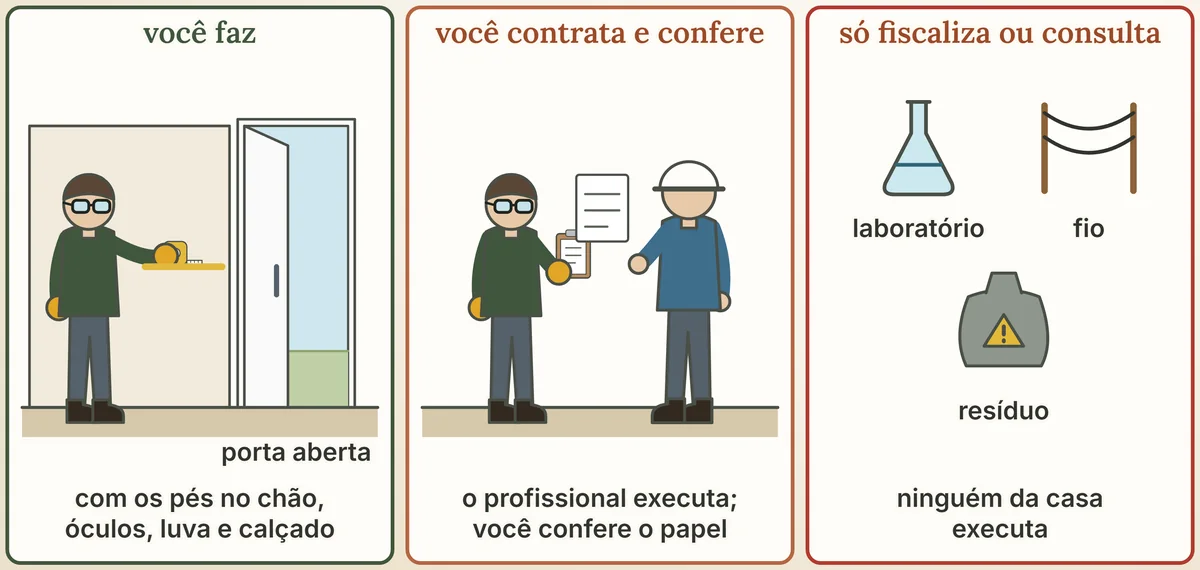 você faz
porta aberta
com os pés no chão,
óculos, luva e calçado
você contrata e confere
o profissional executa;
você confere o papel
só fiscaliza ou consulta
laboratório
fio
resíduo
ninguém da casa
executa